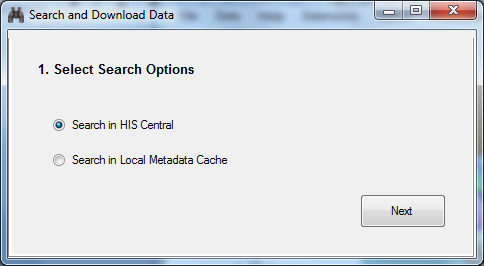 Search and Download Data
1. Select Search Options
Search in HIS Central
Search in Local Metadata Cache
Next